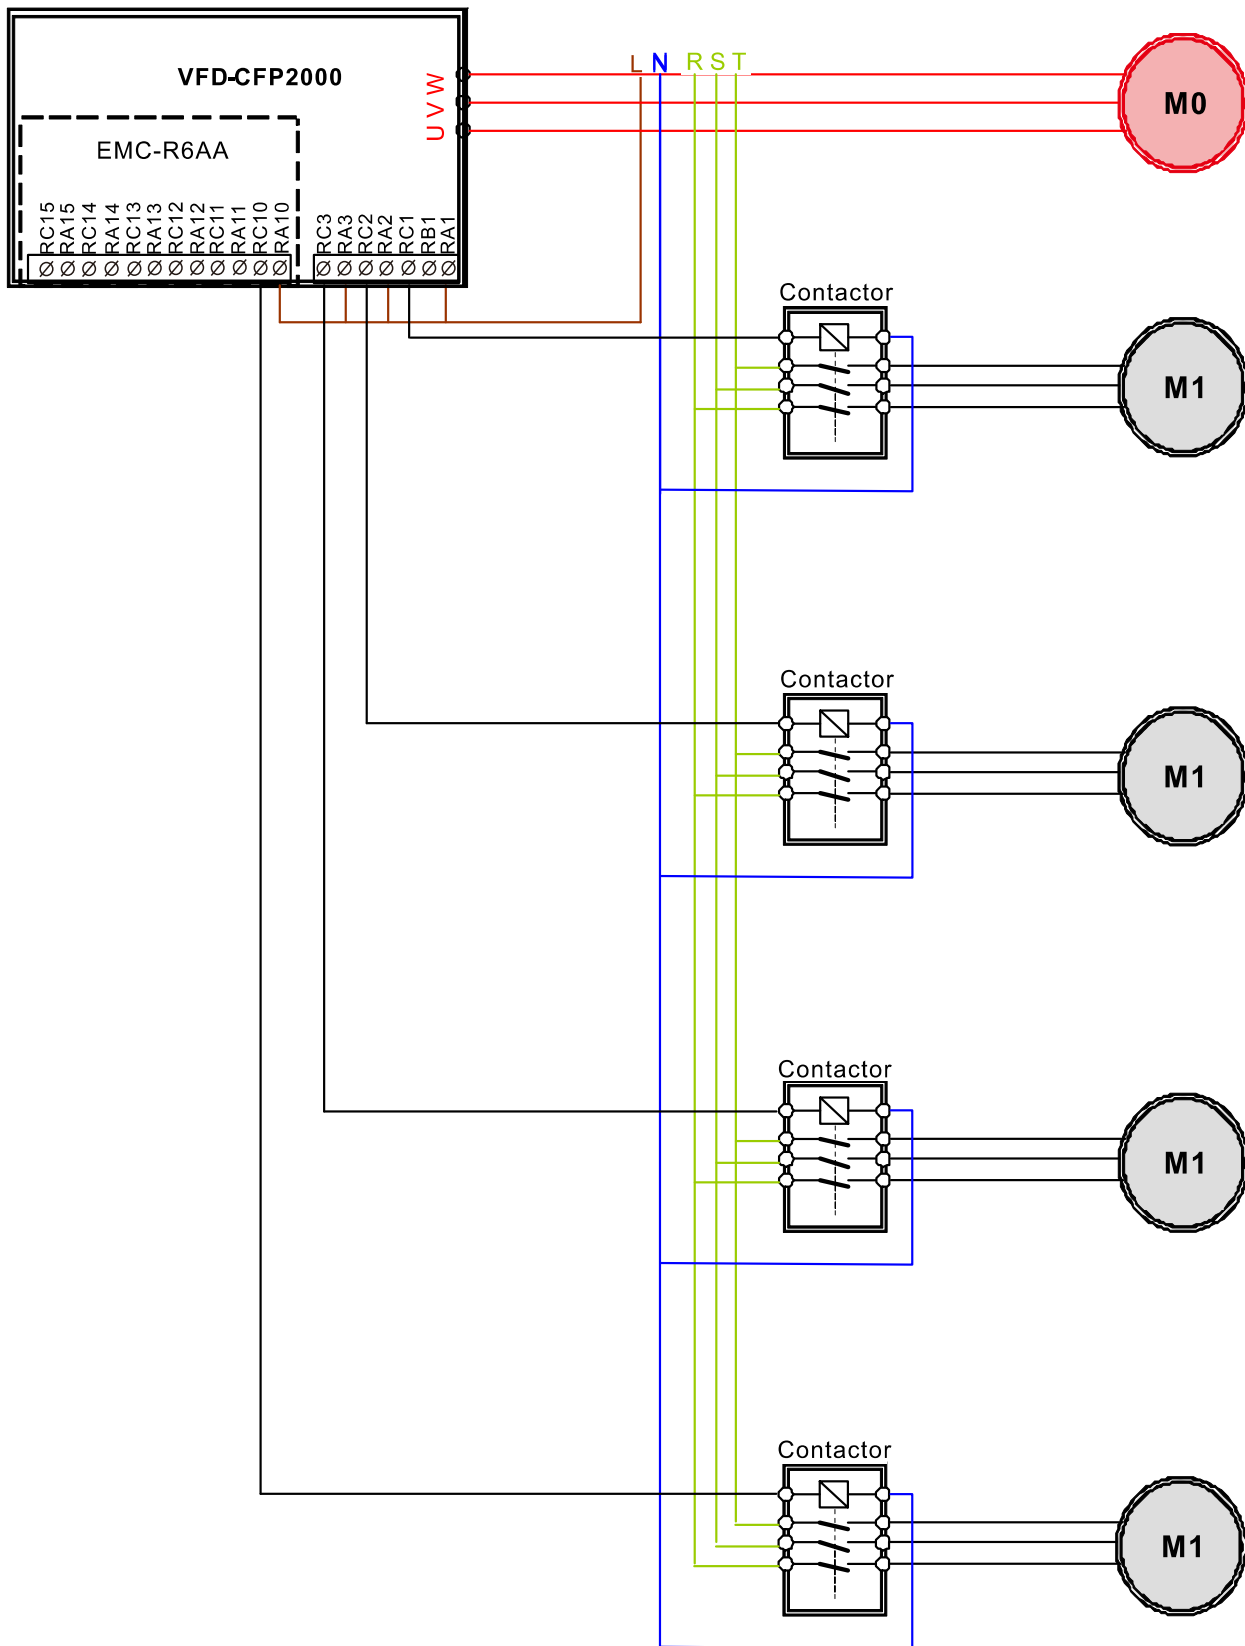 VFD-CFP2000
U V W
EMC-R6AA
RC15
RA15
RC14
RA14
RC13
RA13
RC12
RA12
RC11
RA11
RC10
RA10
RC3
RA3
RC2
RA2
RC1
RB1
RA1
L N R S T
M0
Contactor
M1
Contactor
M1
Contactor
M1
Contactor
M1